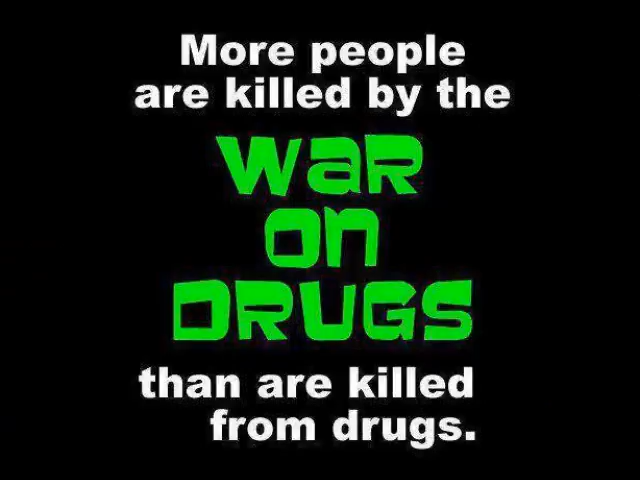 More people
are killed by the
WaR
on
DRUGS
than are killed
from drugs.